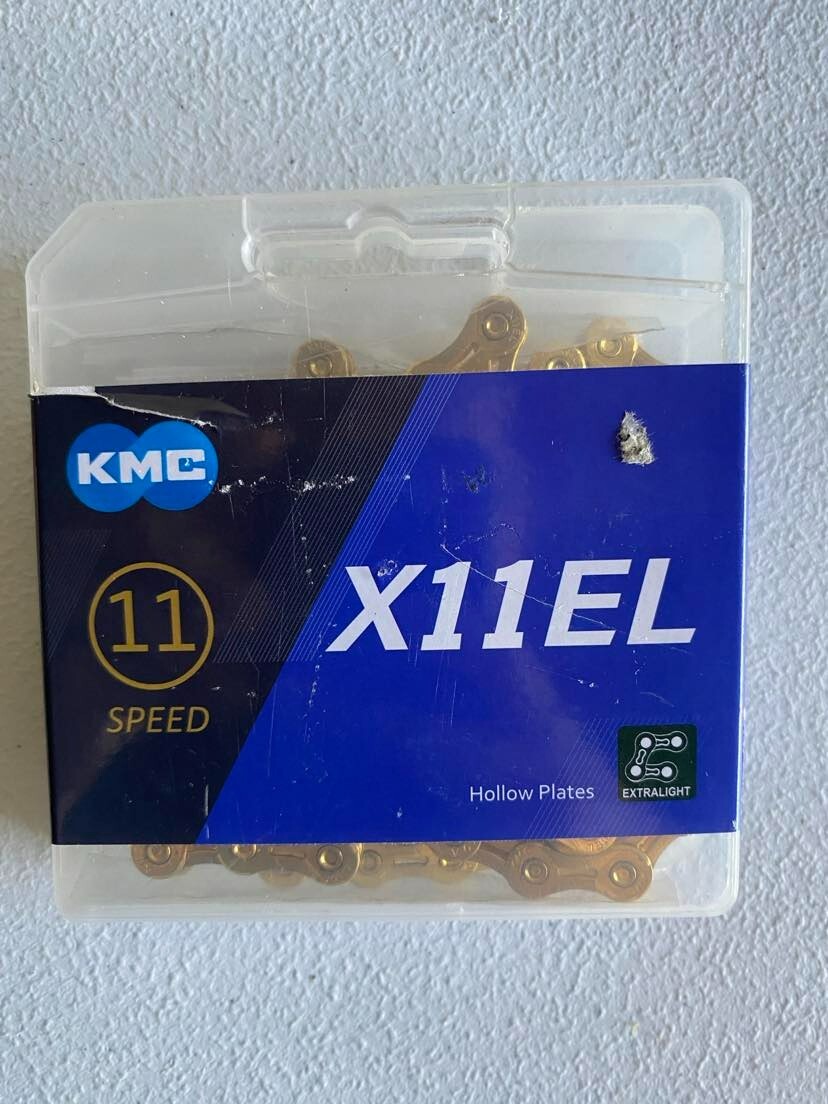 KMC
11
SPEED
X11EL
Hollow Plates
EXTRALIGHT